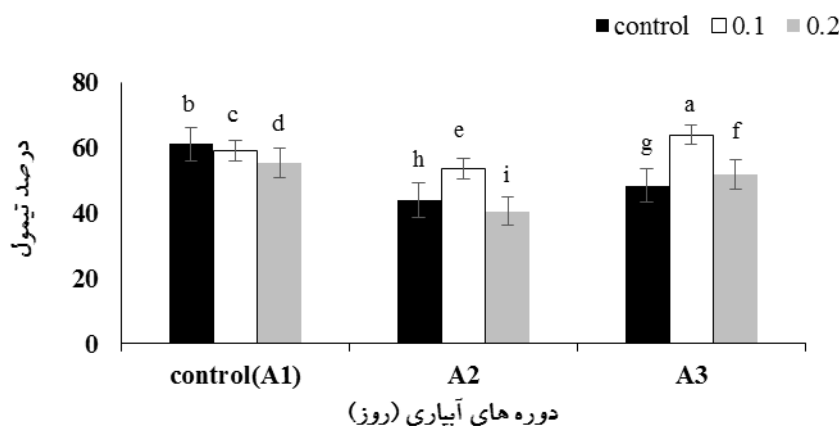 control 0.1 0.2
درصد تیمول
80
60
40
20
0
b c d
h e i
g a f
control(A1) A2 A3
دوره های آبیاری (روز)